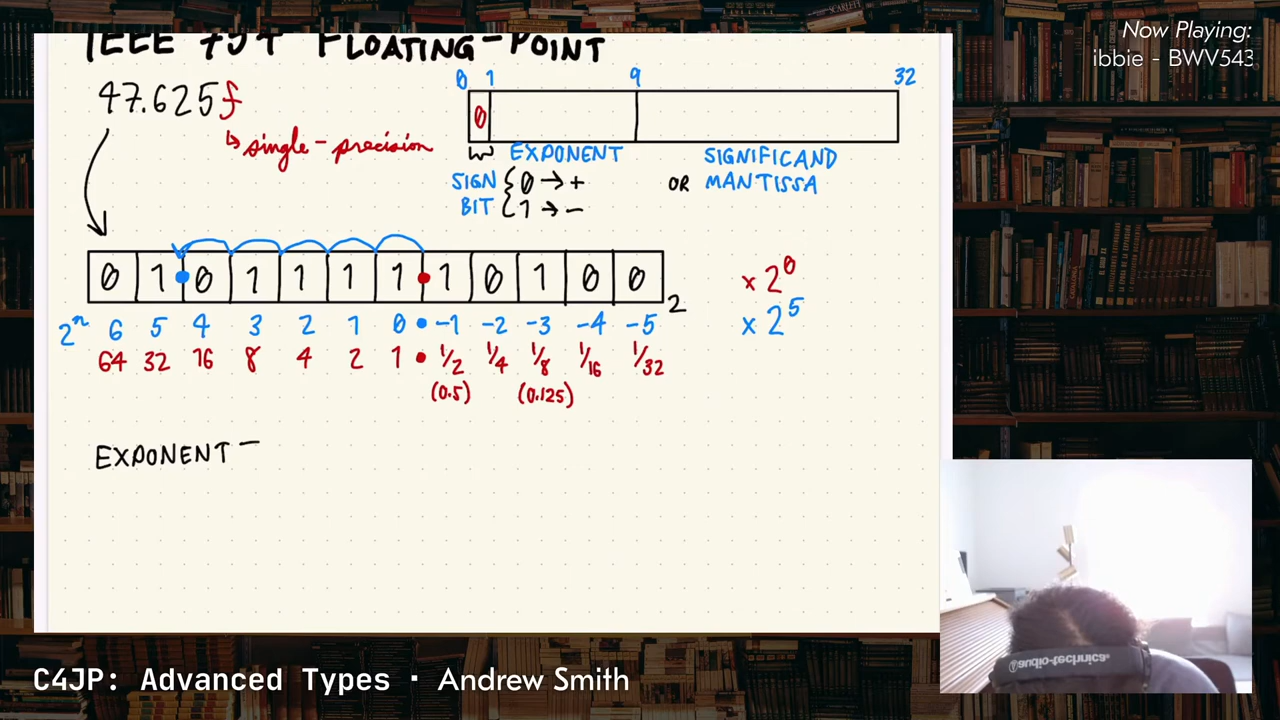 IEEE 754 FLOATING-POINT
47.625f
↳ single-precision
0 1 9 32
0
EXPONENT
SIGNIFICAND
OR MANTISSA
SIGN BIT { 0 → +
1 → −
0 1 • 0 1 1 1 1 • 1 0 1 0 0 2
x 2^0
x 2^5
2^n 6 5 4 3 2 1 0 • -1 -2 -3 -4 -5
64 32 16 8 4 2 1 • 1/2 1/4 1/8 1/16 1/32
(0.5) (0.125)
EXPONENT –
Now Playing:
ibbie - BWV543
audio-technica
C4JP: Advanced Types · Andrew Smith